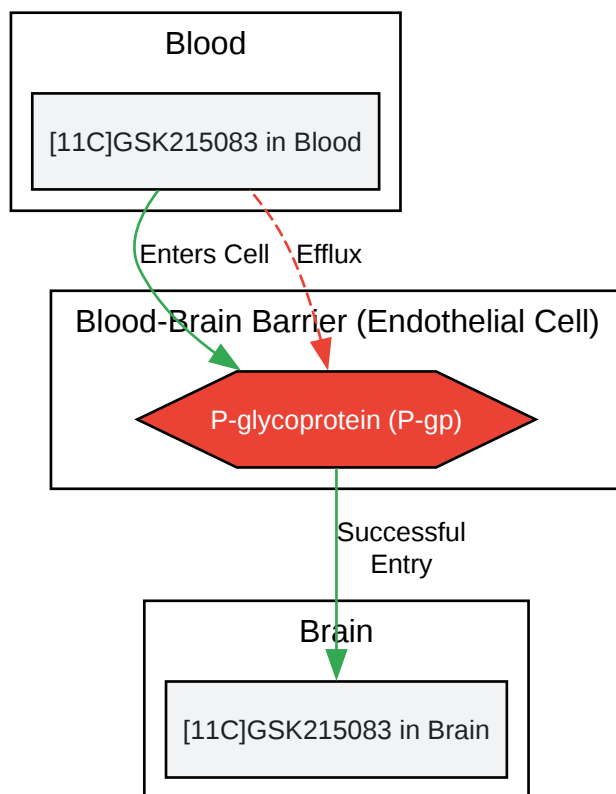 Blood
[11C]GSK215083 in Blood
Enters Cell
Efflux
Blood-Brain Barrier (Endothelial Cell)
P-glycoprotein (P-gp)
Successful
Entry
Brain
[11C]GSK215083 in Brain